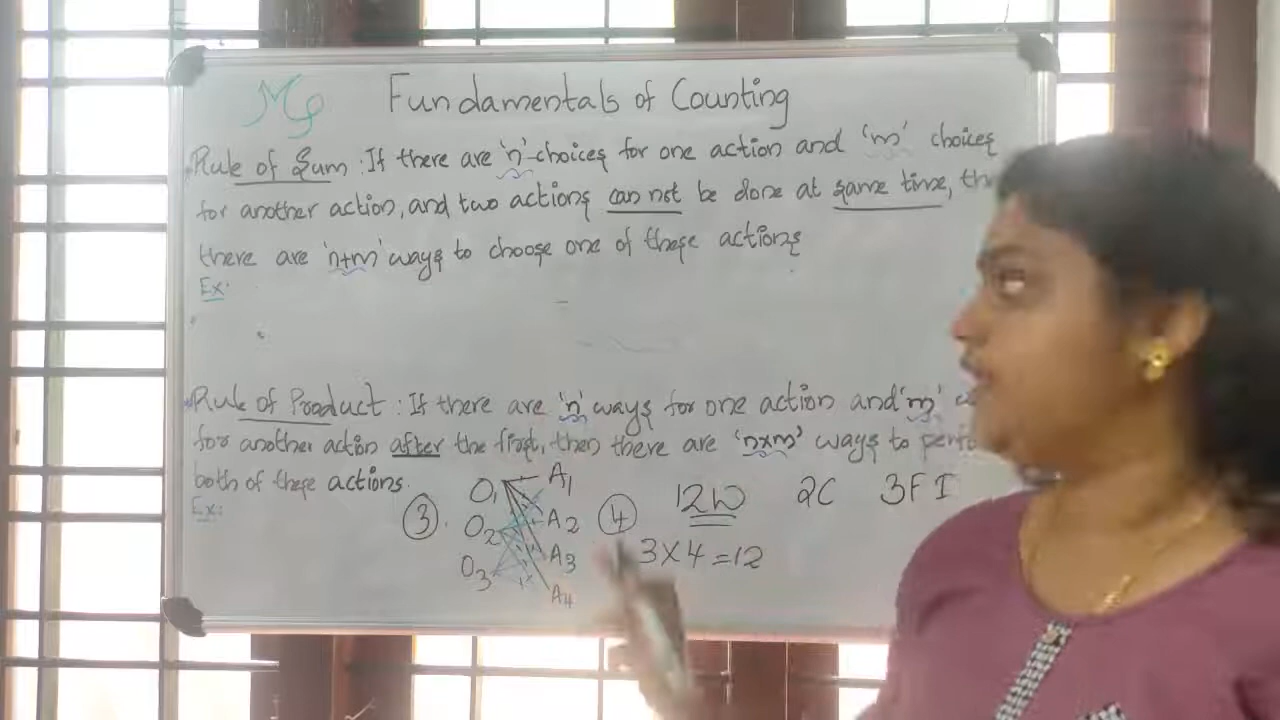 Mg
Fundamentals of Counting
Rule of Sum : If there are 'n' choices for one action and 'm' choices
for another action, and two actions can not be done at same time, the
there are 'n+m' ways to choose one of these actions
Ex:
Rule of Product : If there are 'n' ways for one action and 'm'
for another action after the first, then there are 'n×m' ways to perfo
both of these actions.
Ex:
3 O1 A1 4 12W 2C 3F I
O2 A2
O3 A3 3 X 4 = 12
A4